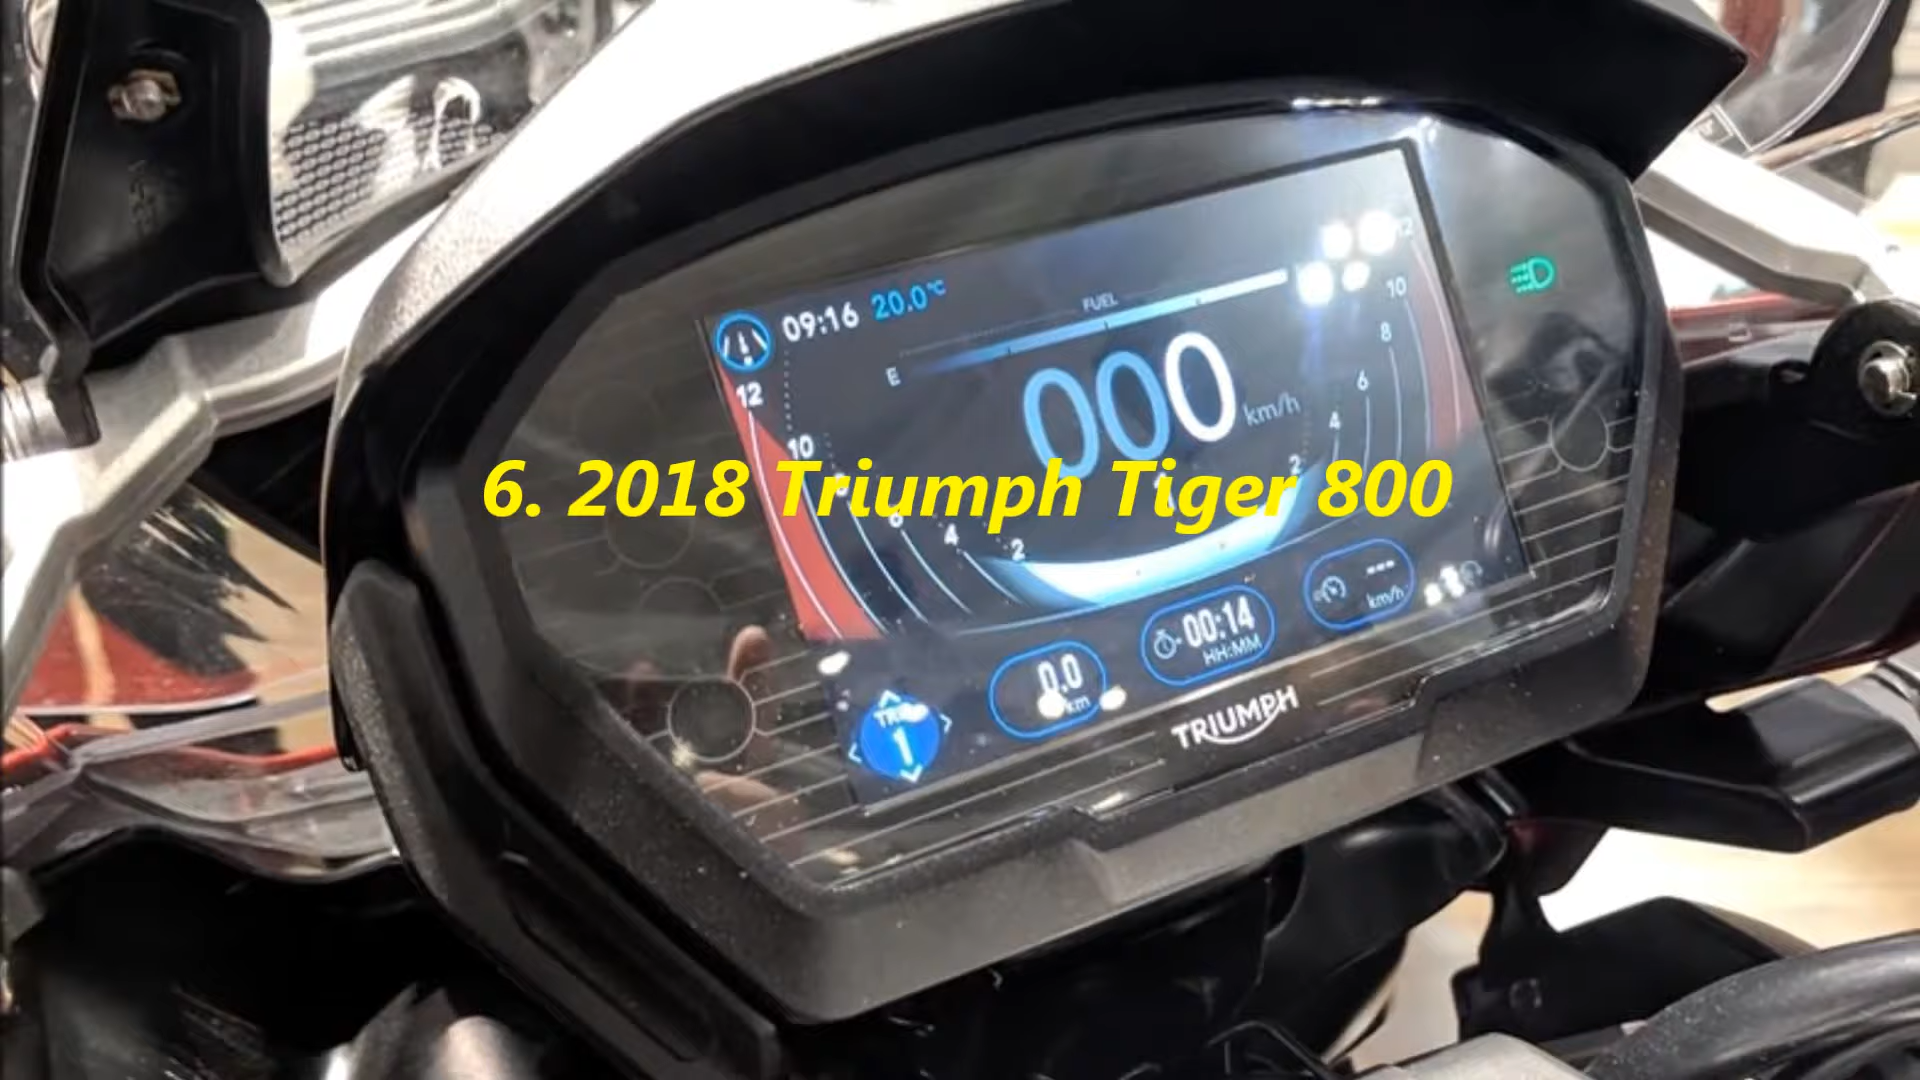 09:16 20.0°C
FUEL
E
12
10
8
6
4
2
000 km/h
12
10
8
6
4
2
6. 2018 Triumph Tiger 800
TRIP
1
0.0
km
00:14
HH:MM
---
km/h
TRIUMPH